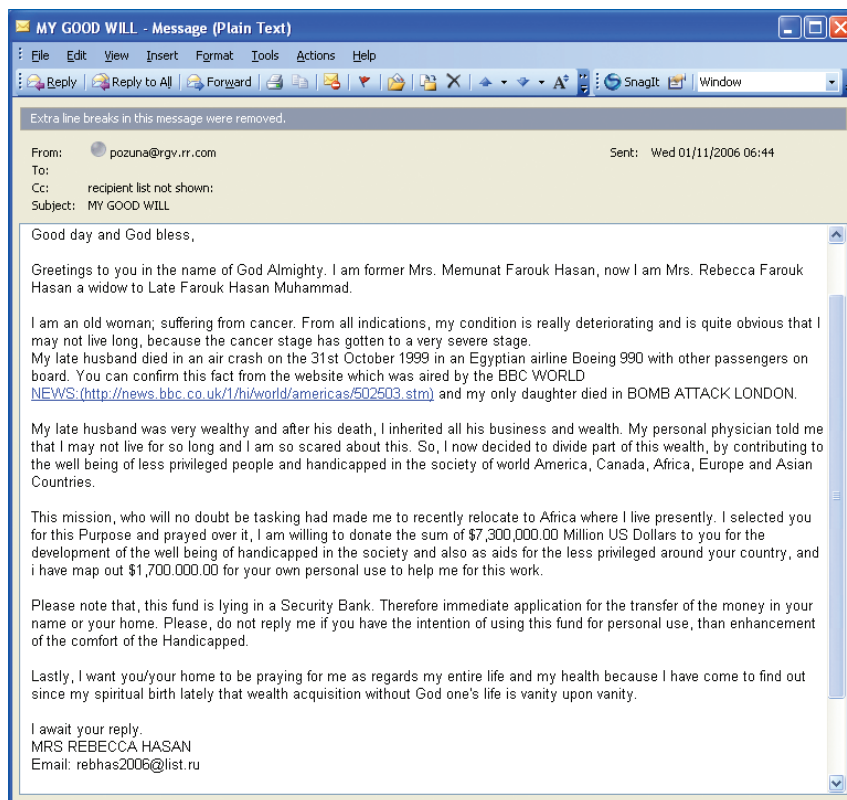 MY GOOD WILL - Message (Plain Text)
File Edit View Insert Format Tools Actions Help
Reply Reply to All Forward SnagIt Window
Extra line breaks in this message were removed.
From: pozuna@rgv.rr.com Sent: Wed 01/11/2006 06:44
To:
Cc: recipient list not shown:
Subject: MY GOOD WILL
Good day and God bless,
Greetings to you in the name of God Almighty. I am former Mrs. Memunat Farouk Hasan, now I am Mrs. Rebecca Farouk
Hasan a widow to Late Farouk Hasan Muhammad.
I am an old woman; suffering from cancer. From all indications, my condition is really deteriorating and is quite obvious that I
may not live long, because the cancer stage has gotten to a very severe stage.
My late husband died in an air crash on the 31st October 1999 in an Egyptian airline Boeing 990 with other passengers on
board. You can confirm this fact from the website which was aired by the BBC WORLD
NEWS:(http://news.bbc.co.uk/1/hi/world/americas/502503.stm) and my only daughter died in BOMB ATTACK LONDON.
My late husband was very wealthy and after his death, I inherited all his business and wealth. My personal physician told me
that I may not live for so long and I am so scared about this. So, I now decided to divide part of this wealth, by contributing to
the well being of less privileged people and handicapped in the society of world America, Canada, Africa, Europe and Asian
Countries.
This mission, who will no doubt be tasking had made me to recently relocate to Africa where I live presently. I selected you
for this Purpose and prayed over it, I am willing to donate the sum of $7,300,000.00 Million US Dollars to you for the
development of the well being of handicapped in the society and also as aids for the less privileged around your country, and
i have map out $1,700.000.00 for your own personal use to help me for this work.
Please note that, this fund is lying in a Security Bank. Therefore immediate application for the transfer of the money in your
name or your home. Please, do not reply me if you have the intention of using this fund for personal use, than enhancement
of the comfort of the Handicapped.
Lastly, I want you/your home to be praying for me as regards my entire life and my health because I have come to find out
since my spiritual birth lately that wealth acquisition without God one's life is vanity upon vanity.
I await your reply.
MRS REBECCA HASAN
Email: rebhas2006@list.ru